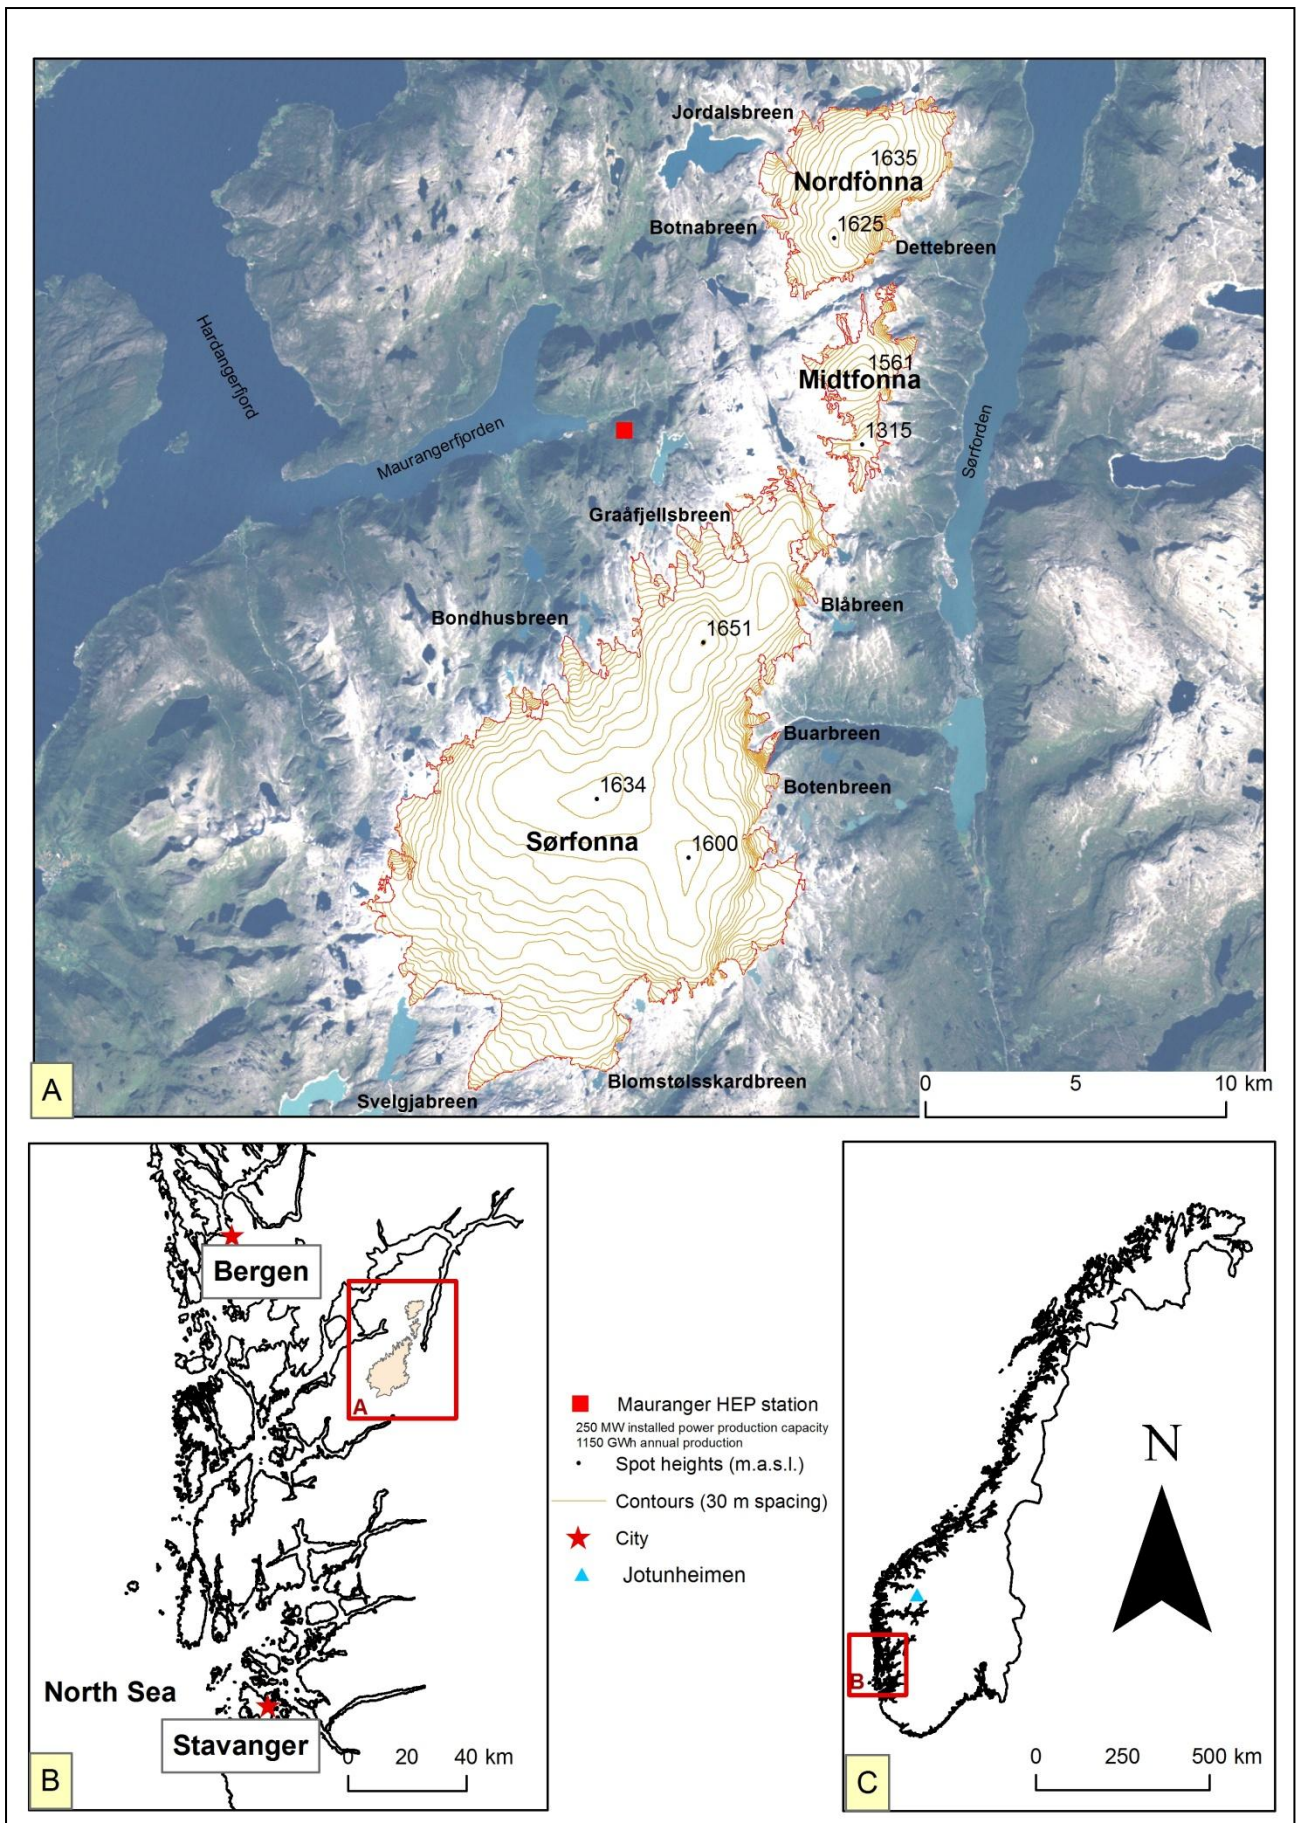 Jordalsbreen
1635
Nordfonna
Botnabreen
1625
Dettebreen
Hardangerfjord
1561
Midtfonna
Maurangerfjorden
1315
Sørforden
Graåfjellsbreen
Blåbreen
Bondhusbreen
1651
Buarbreen
1634
Botenbreen
Sørfonna
1600
A
0 5 10 km
Blomstølsskardbreen
Svelgjabreen
Bergen
A
Mauranger HEP station
250 MW installed power production capacity
1150 GWh annual production
Spot heights (m.a.s.l.)
Contours (30 m spacing)
City
Jotunheimen
North Sea
Stavanger
0 20 40 km
B
N
B
0 250 500 km
C